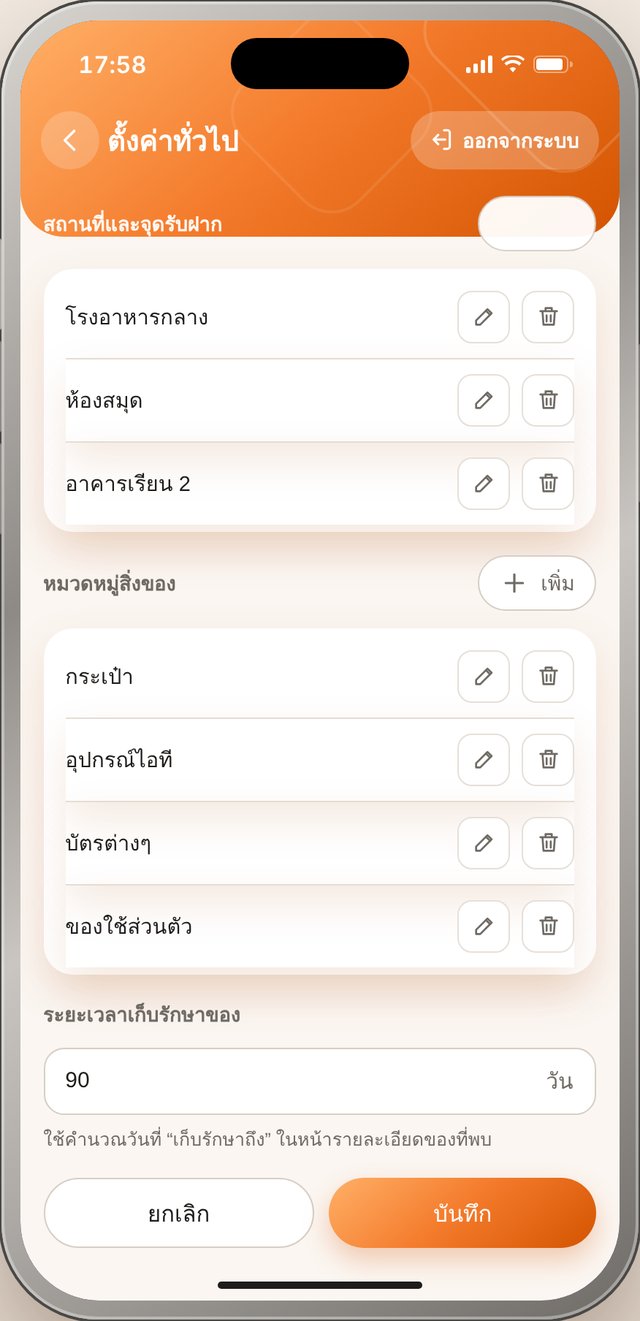 17:58
ตั้งค่าทั่วไป
ออกจากระบบ
สถานที่และจุดรับฝาก
โรงอาหารกลาง
ห้องสมุด
อาคารเรียน 2
หมวดหมู่สิ่งของ
เพิ่ม
กระเป๋า
อุปกรณ์ไอที
บัตรต่างๆ
ของใช้ส่วนตัว
ระยะเวลาเก็บรักษาของ
90 วัน
ใช้คำนวณวันที่ “เก็บรักษาถึง” ในหน้ารายละเอียดของที่พบ
ยกเลิก
บันทึก